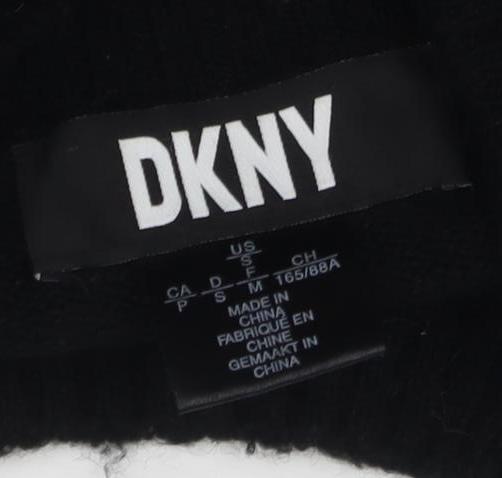 DKNY
US
S
CA D F CH
P S M 165/88A
MADE IN
CHINA
FABRIQUÉ EN
CHINE
GEMAAKT IN
CHINA